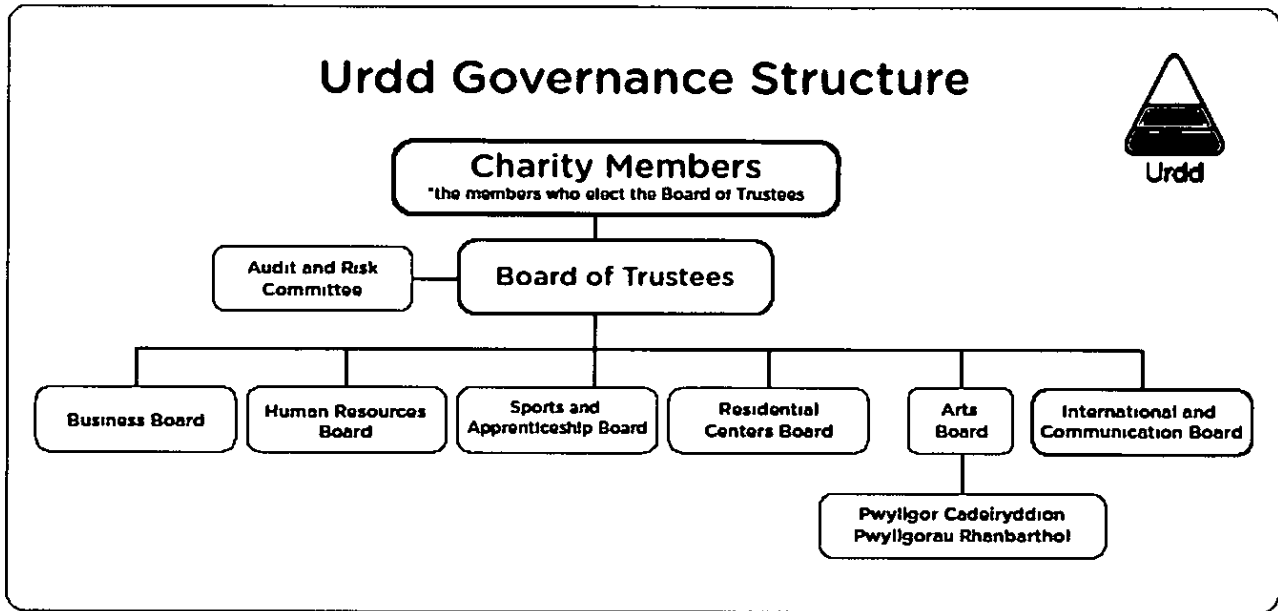 Urdd Governance Structure
Urdd
Charity Members
*the members who elect the Board of Trustees
Audit and Risk
Committee
Board of Trustees
Business Board
Human Resources
Board
Sports and
Apprenticeship Board
Residential
Centers Board
Arts
Board
International and
Communication Board
Pwyllgor Cadeiryddion
Pwyllgorau Rhanbarthol